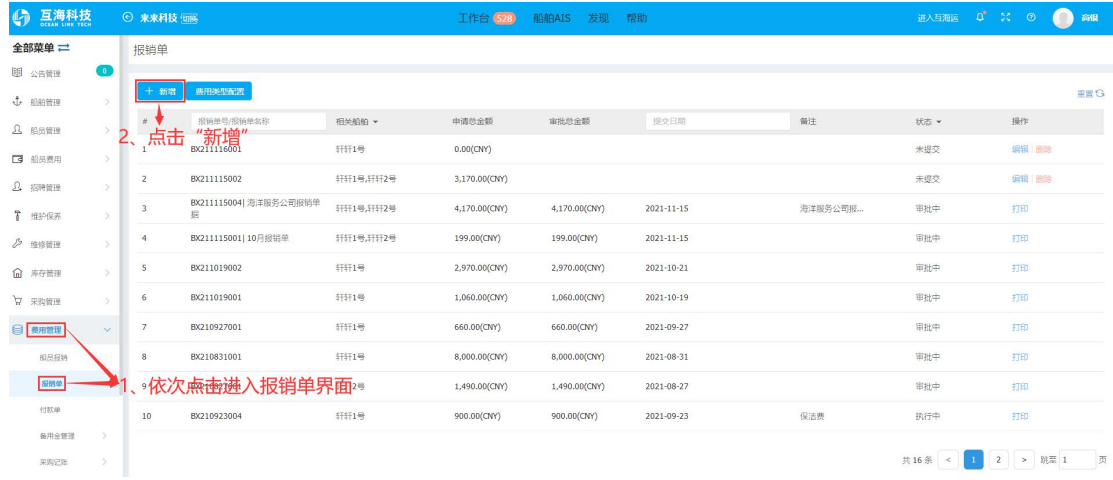 互海科技
OCEAN LINK TECH
来来科技 切换
工作台 528 船舶AIS 发现 帮助
进入互海运
商银
全部菜单
报销单
公告管理 0
船舶管理
船员管理
船员费用
招聘管理
维护保养
维修管理
库存管理
采购管理
费用管理
船员报销
报销单
付款单
备用金管理
采购记账
+ 新增 费用类型配置
重置
# 报销单号/报销单名称 相关船舶 申请总金额 审批总金额 提交日期 备注 状态 操作
2、点击“新增”
1 BX211116001 轩轩1号 0.00(CNY) 未提交 编辑 删除
2 BX211115002 轩轩1号,轩轩2号 3,170.00(CNY) 未提交 编辑 删除
3 BX211115004| 海洋服务公司报销单据 轩轩1号,轩轩2号 4,170.00(CNY) 4,170.00(CNY) 2021-11-15 海洋服务公司报... 审批中 打印
4 BX211115001| 10月报销单 轩轩1号,轩轩2号 199.00(CNY) 199.00(CNY) 2021-11-15 审批中 打印
5 BX211019002 轩轩1号 2,970.00(CNY) 2,970.00(CNY) 2021-10-21 审批中 打印
6 BX211019001 轩轩1号 1,060.00(CNY) 1,060.00(CNY) 2021-10-19 审批中 打印
7 BX210927001 轩轩1号 660.00(CNY) 660.00(CNY) 2021-09-27 审批中 打印
8 BX210831001 轩轩1号 8,000.00(CNY) 8,000.00(CNY) 2021-08-31 审批中 打印
1、依次点击进入报销单界面
9 2号 1,490.00(CNY) 1,490.00(CNY) 2021-08-27 审批中 打印
10 BX210923004 轩轩1号 900.00(CNY) 900.00(CNY) 2021-09-23 保洁费 执行中 打印
共 16 条 < 1 2 > 跳至 1 页